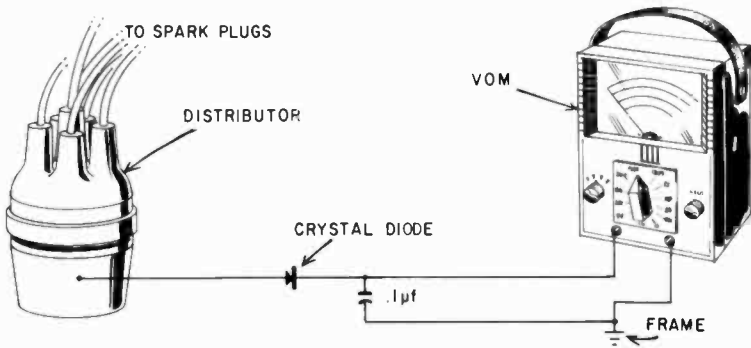 TO SPARK PLUGS
VOM
DISTRIBUTOR
CRYSTAL DIODE
.1µf
FRAME